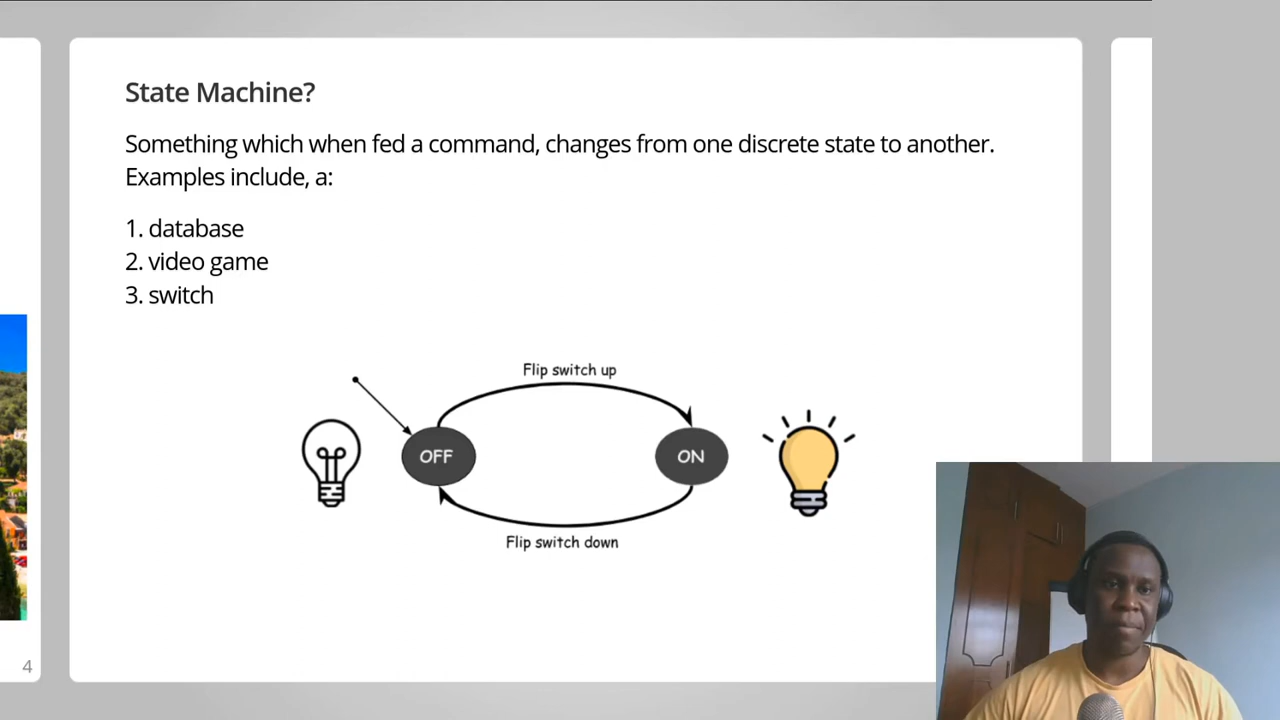 State Machine?
Something which when fed a command, changes from one discrete state to another.
Examples include, a:
1. database
2. video game
3. switch
Flip switch up
OFF
ON
Flip switch down
4